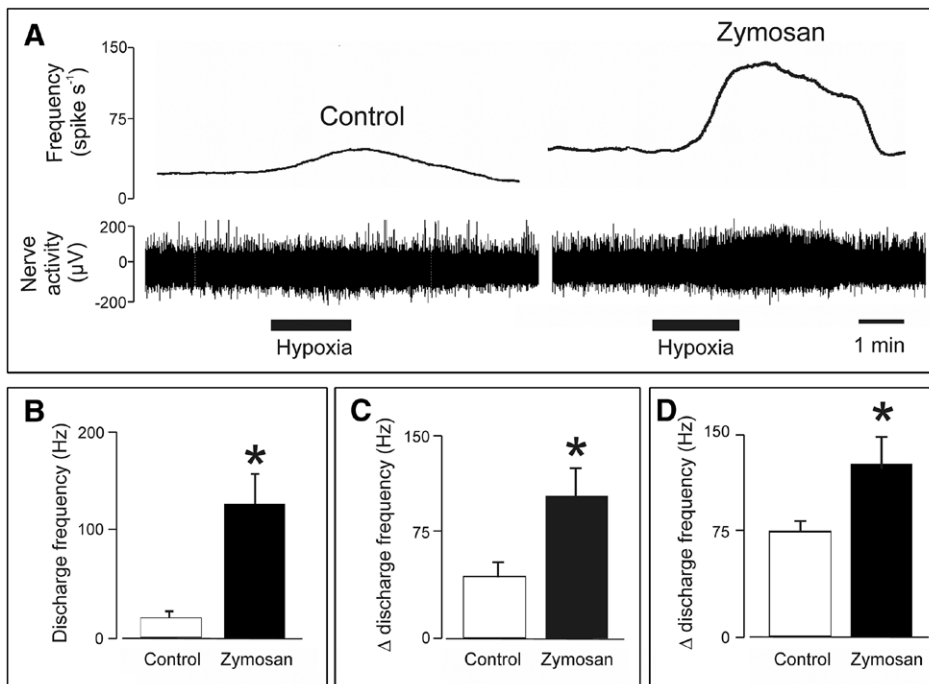 A
Frequency
(spike s⁻¹)
150
75
0
Control
Zymosan
Nerve
activity
(µV)
200
0
-200
Hypoxia
Hypoxia
1 min
B
Discharge frequency (Hz)
200
100
0
*
Control Zymosan
C
Δ discharge frequency (Hz)
150
75
0
*
Control Zymosan
D
Δ discharge frequency (Hz)
150
75
0
*
Control Zymosan